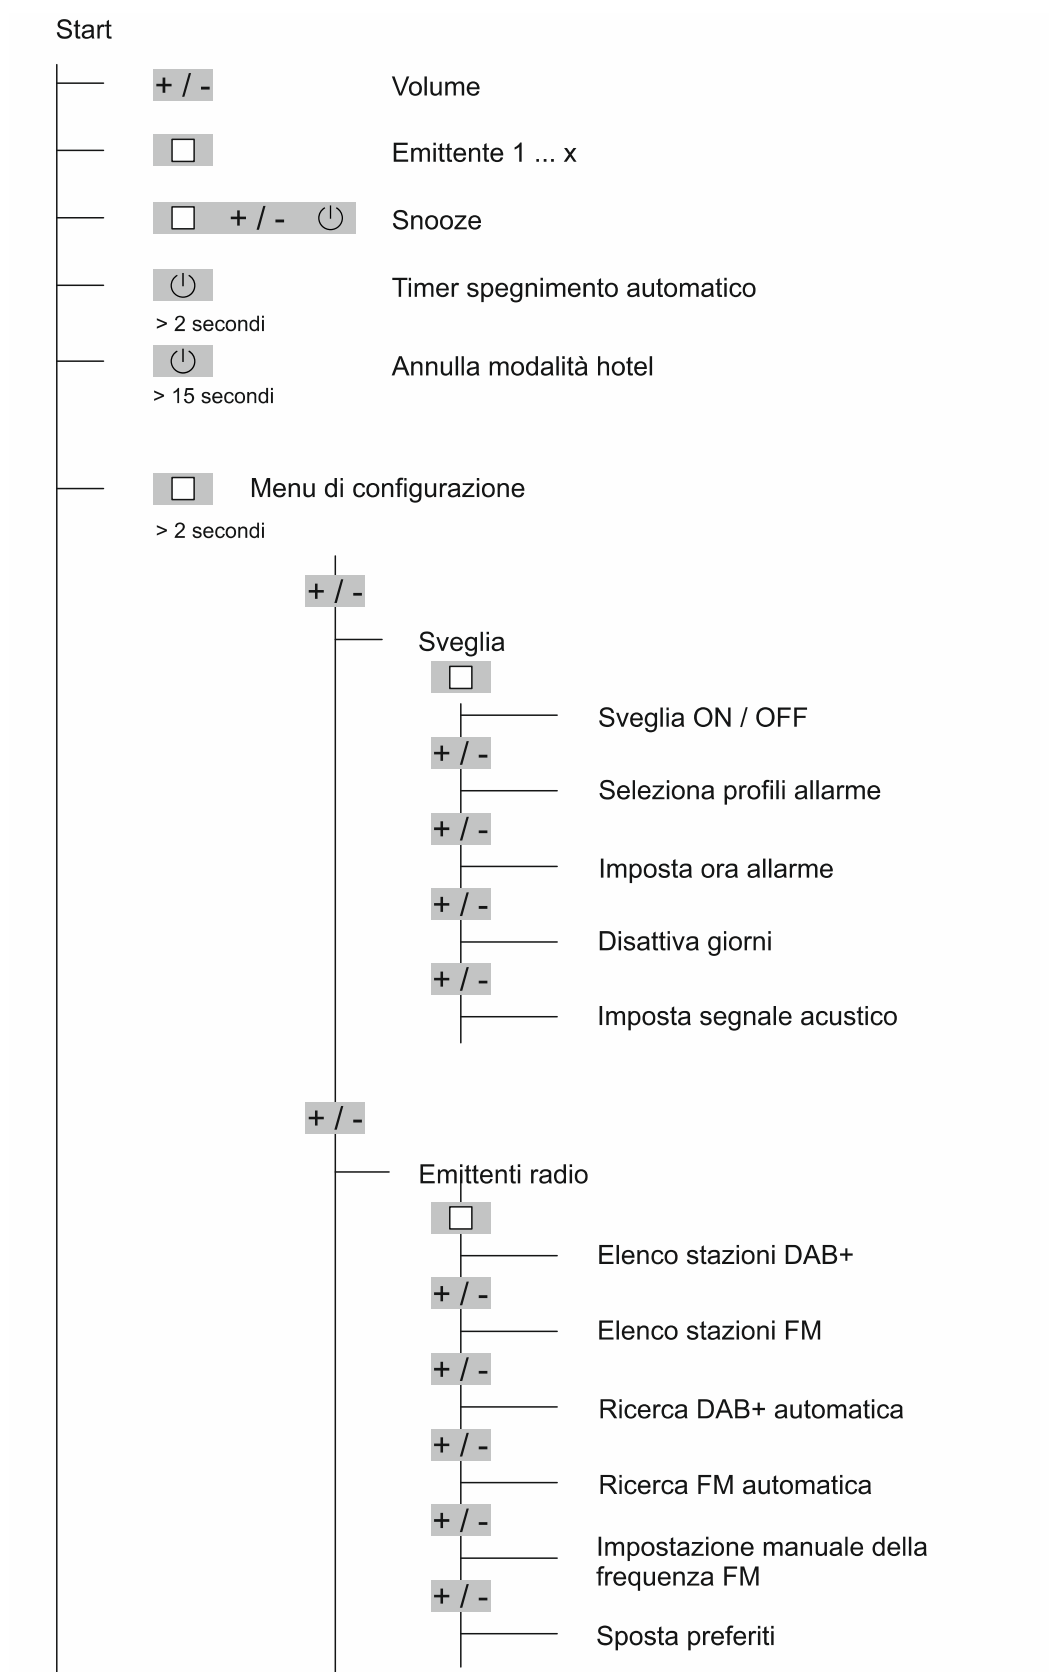 Start
+ / - Volume
Emittente 1 ... x
+ / - Snooze
Timer spegnimento automatico
> 2 secondi
Annulla modalità hotel
> 15 secondi
Menu di configurazione
> 2 secondi
+ / -
Sveglia
Sveglia ON / OFF
+ / -
Seleziona profili allarme
+ / -
Imposta ora allarme
+ / -
Disattiva giorni
+ / -
Imposta segnale acustico
+ / -
Emittenti radio
Elenco stazioni DAB+
+ / -
Elenco stazioni FM
+ / -
Ricerca DAB+ automatica
+ / -
Ricerca FM automatica
+ / -
Impostazione manuale della
frequenza FM
+ / -
Sposta preferiti